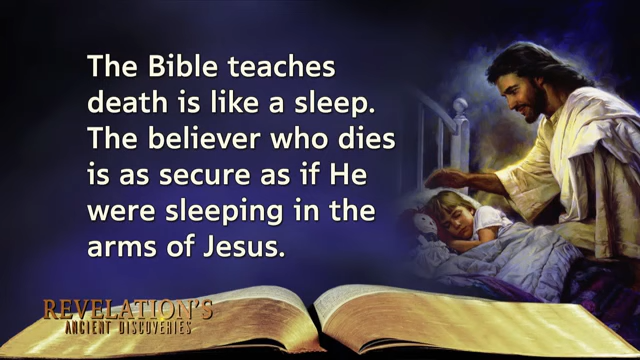 The Bible teaches
death is like a sleep.
The believer who dies
is as secure as if He
were sleeping in the
arms of Jesus.
REVELATION'S
ANCIENT DISCOVERIES